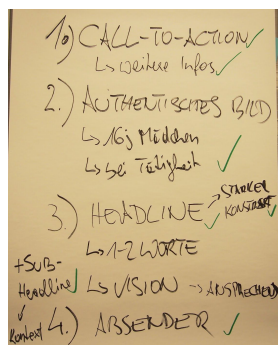 1.) CALL-TO-ACTION
↳ weitere Infos
2.) AUTHENTISCHES BILD
↳ 16j Mädchen
↳ bei Tätigkeit
3.) HEADLINE → STARKER KONTRAST
↳ 1-2 WORTE
+SUB-Headline
↳ VISION → ANSPRECHEND
Kontext
4.) ABSENDER